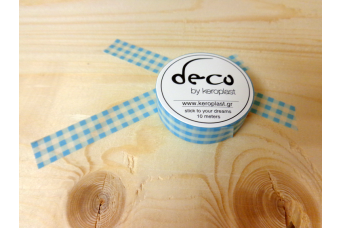 deco
by keroplast
www.keroplast.gr
stick to your dreams
10 meters